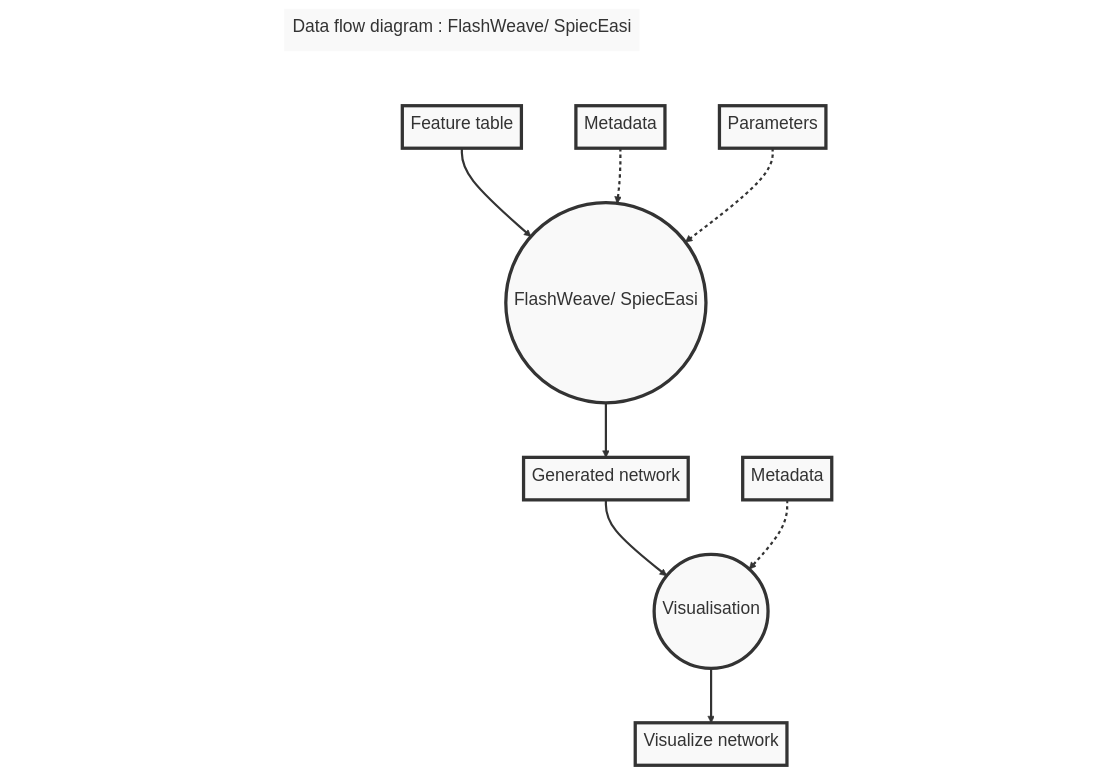 Data flow diagram : FlashWeave/ SpiecEasi
Feature table
Metadata
Parameters
FlashWeave/ SpiecEasi
Generated network
Metadata
Visualisation
Visualize network